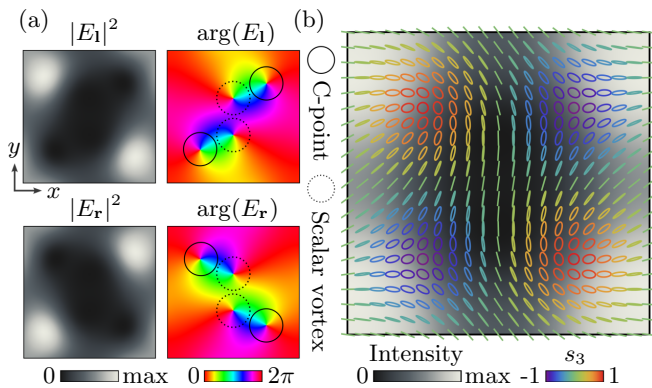 (a)
|E_l|²
arg(E_l)
C-point
y
x
|E_r|²
arg(E_r)
Scalar vortex
0 max
0 2π
(b)
Intensity
0 max
s₃
-1 1